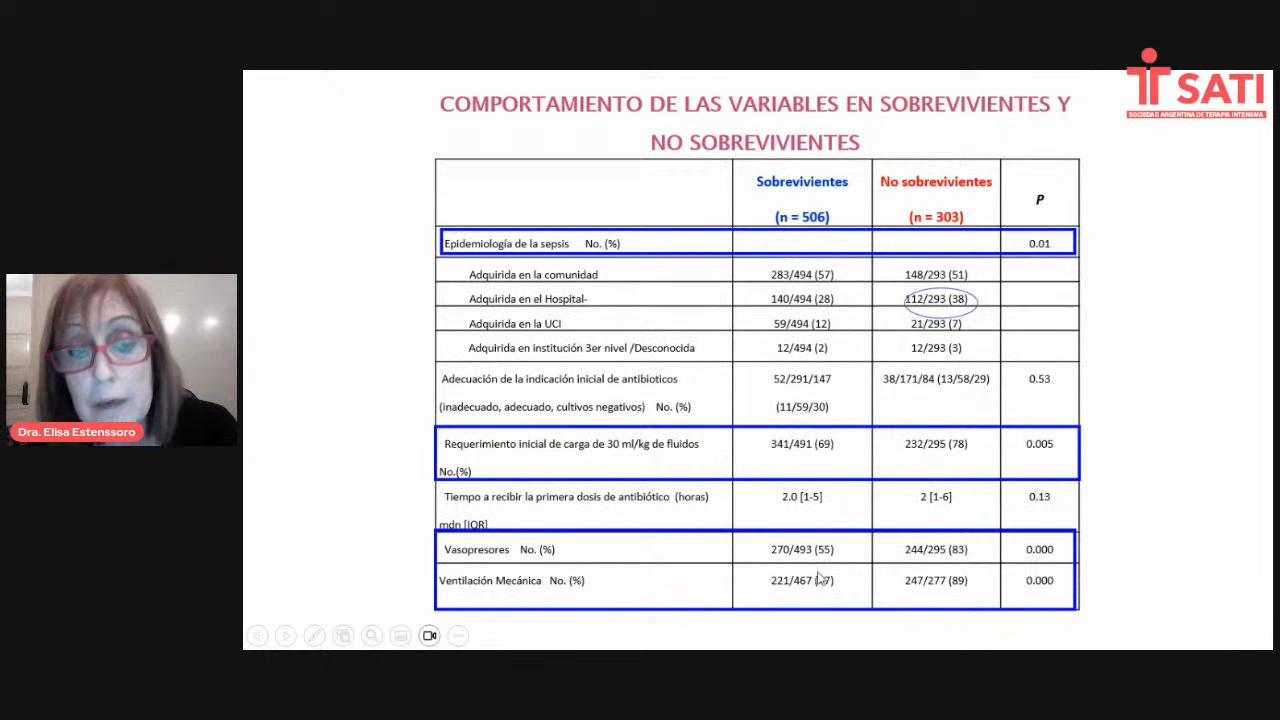 SATI
SOCIEDAD ARGENTINA DE TERAPIA INTENSIVA
COMPORTAMIENTO DE LAS VARIABLES EN SOBREVIVIENTES Y
NO SOBREVIVIENTES
Sobrevivientes No sobrevivientes P
(n = 506) (n = 303)
Epidemiología de la sepsis No. (%) 0.01
Adquirida en la comunidad 283/494 (57) 148/293 (51)
Adquirida en el Hospital- 140/494 (28) 112/293 (38)
Adquirida en la UCI 59/494 (12) 21/293 (7)
Adquirida en institución 3er nivel /Desconocida 12/494 (2) 12/293 (3)
Adecuación de la indicación inicial de antibioticos 52/291/147 38/171/84 (13/58/29) 0.53
(inadecuado, adecuado, cultivos negativos) No. (%) (11/59/30)
Requerimiento inicial de carga de 30 ml/kg de fluidos 341/491 (69) 232/295 (78) 0.005
No.(%)
Tiempo a recibir la primera dosis de antibiótico (horas) 2.0 [1-5] 2 [1-6] 0.13
mdn [IQR]
Vasopresores No. (%) 270/493 (55) 244/295 (83) 0.000
Ventilación Mecánica No. (%) 221/467 247/277 (89) 0.000
Dra. Elisa Estenssoro